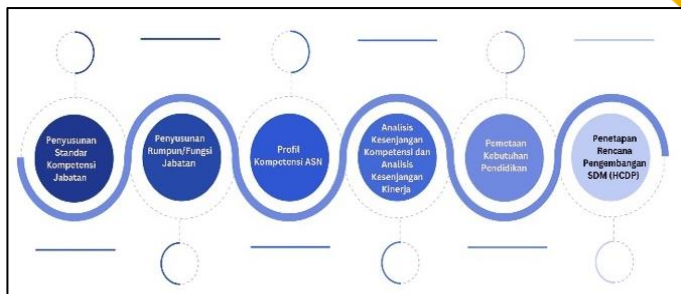 Penyusunan
Standar
Kompetensi
Jabatan
Penyusunan
Rumpun/Fungsi
Jabatan
Profil
Kompetensi ASN
Analisis
Kesenjangan
Kompetensi dan
Analisis
Kesenjangan
Kinerja
Pemetaan
Kebutuhan
Pendidikan
Penetapan
Rencana
Pengembangan
SDM (HCDP)